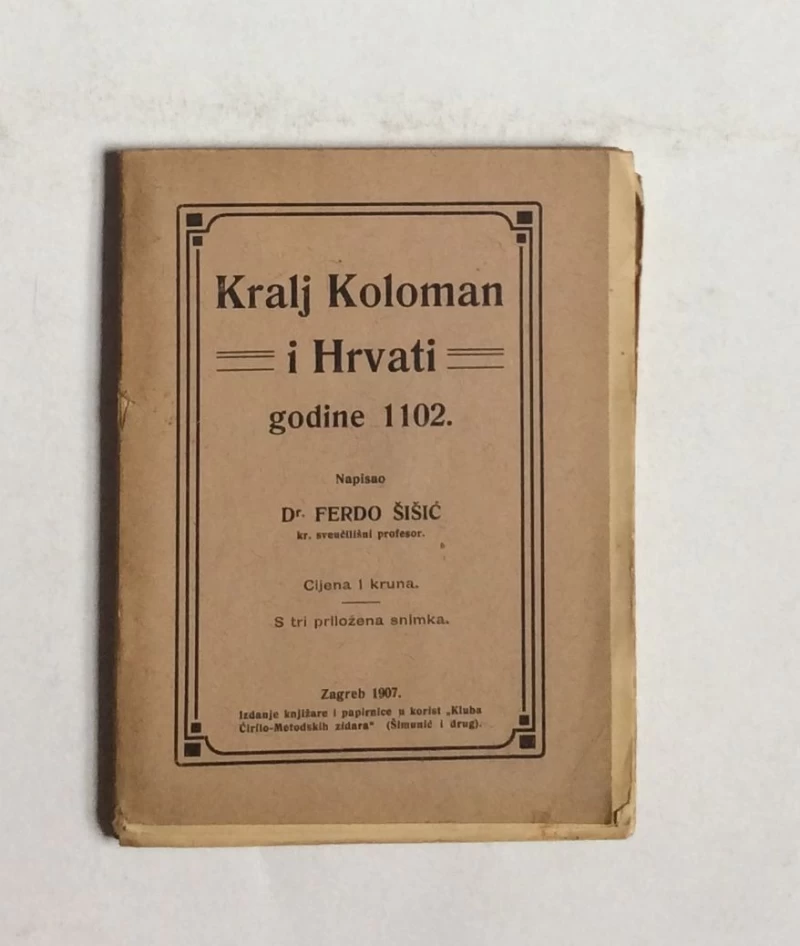 Kralj Koloman
i Hrvati
godine 1102.
Napisao
Dr. FERDO ŠIŠIĆ
kr. sveučilišni profesor.
Cijena 1 kruna.
S tri priložena snimka.
Zagreb 1907.
Izdanje knjižare i papirnice u korist „Kluba
Ćirilo-Metodskih zidara“ (Šimunić i drug).